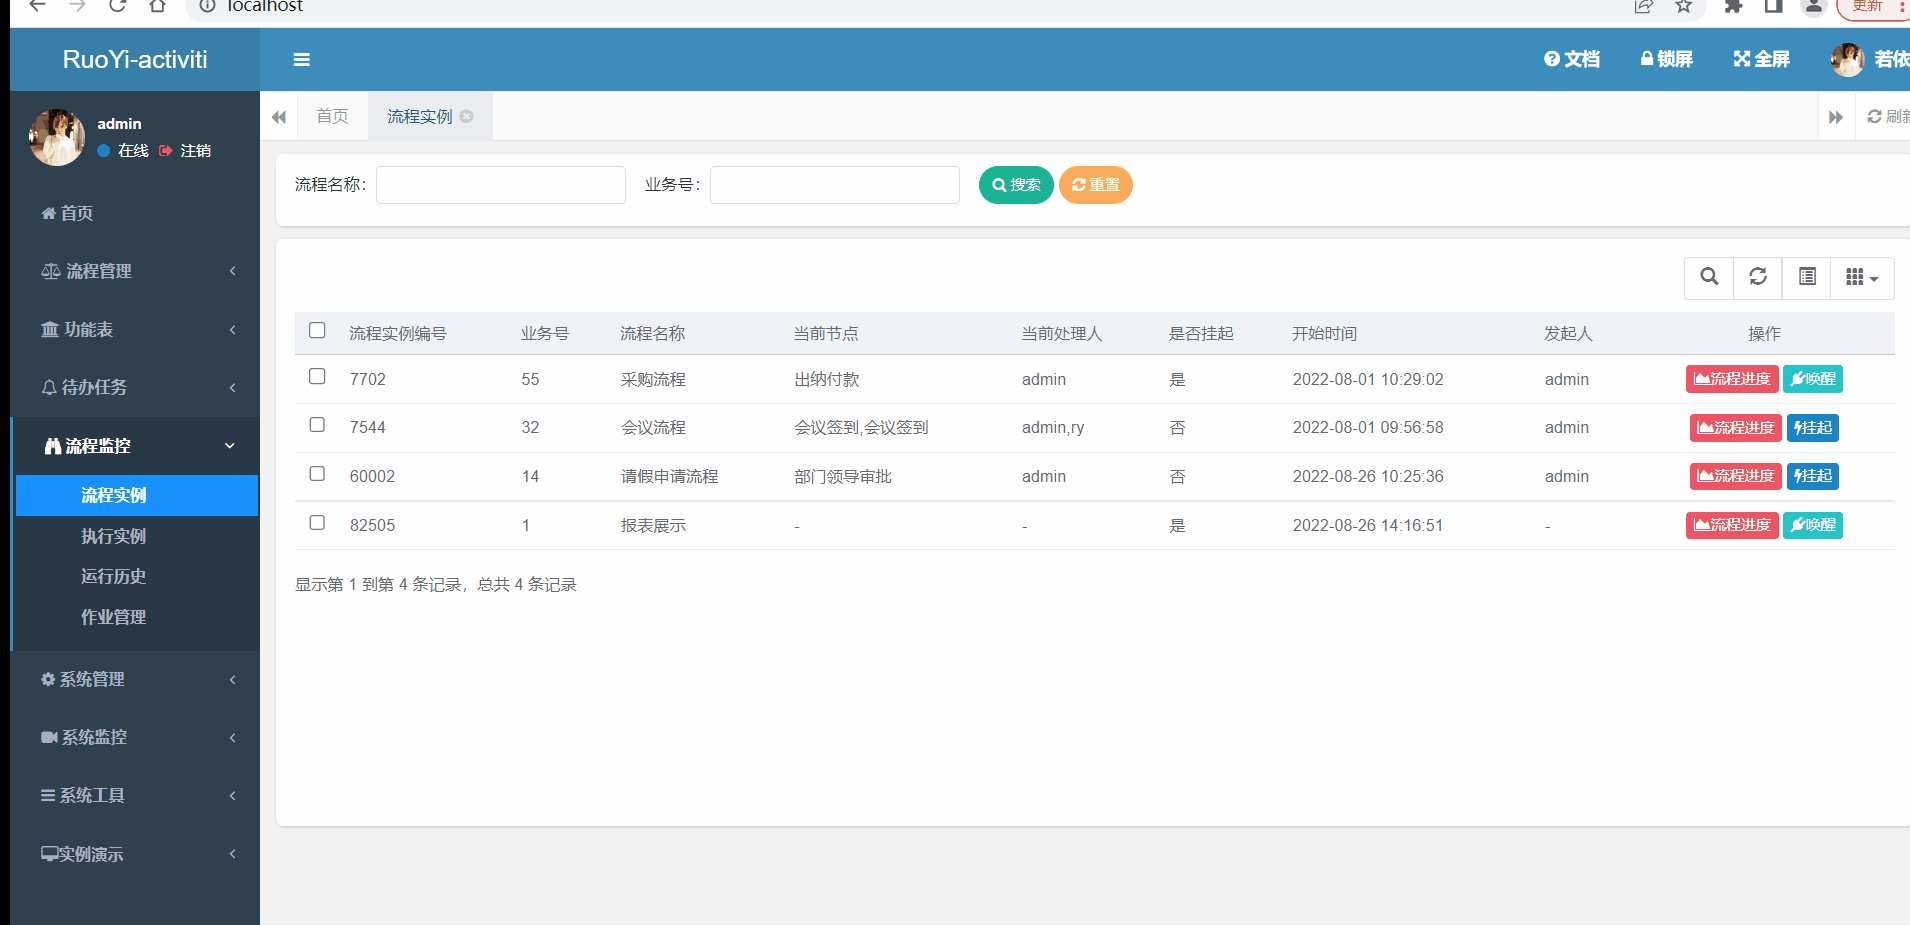 localhost
更新
RuoYi-activiti
文档 锁屏 全屏 若依
admin
在线 注销
首页 流程实例 刷新
流程名称： 业务号： 搜索 重置
首页
流程管理
功能表
待办任务
流程监控
流程实例
执行实例
运行历史
作业管理
系统管理
系统监控
系统工具
实例演示
流程实例编号 业务号 流程名称 当前节点 当前处理人 是否挂起 开始时间 发起人 操作
7702 55 采购流程 出纳付款 admin 是 2022-08-01 10:29:02 admin 流程进度 唤醒
7544 32 会议流程 会议签到,会议签到 admin,ry 否 2022-08-01 09:56:58 admin 流程进度 挂起
60002 14 请假申请流程 部门领导审批 admin 否 2022-08-26 10:25:36 admin 流程进度 挂起
82505 1 报表展示 - - 是 2022-08-26 14:16:51 - 流程进度 唤醒
显示第 1 到第 4 条记录，总共 4 条记录